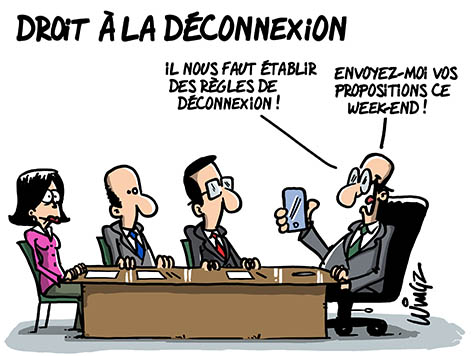 DROIT À LA DÉCONNEXION
IL NOUS FAUT ÉTABLIR
DES RÈGLES DE
DÉCONNEXION !
ENVOYEZ-MOI VOS
PROPOSITIONS CE
WEEK-END !
WINGZ